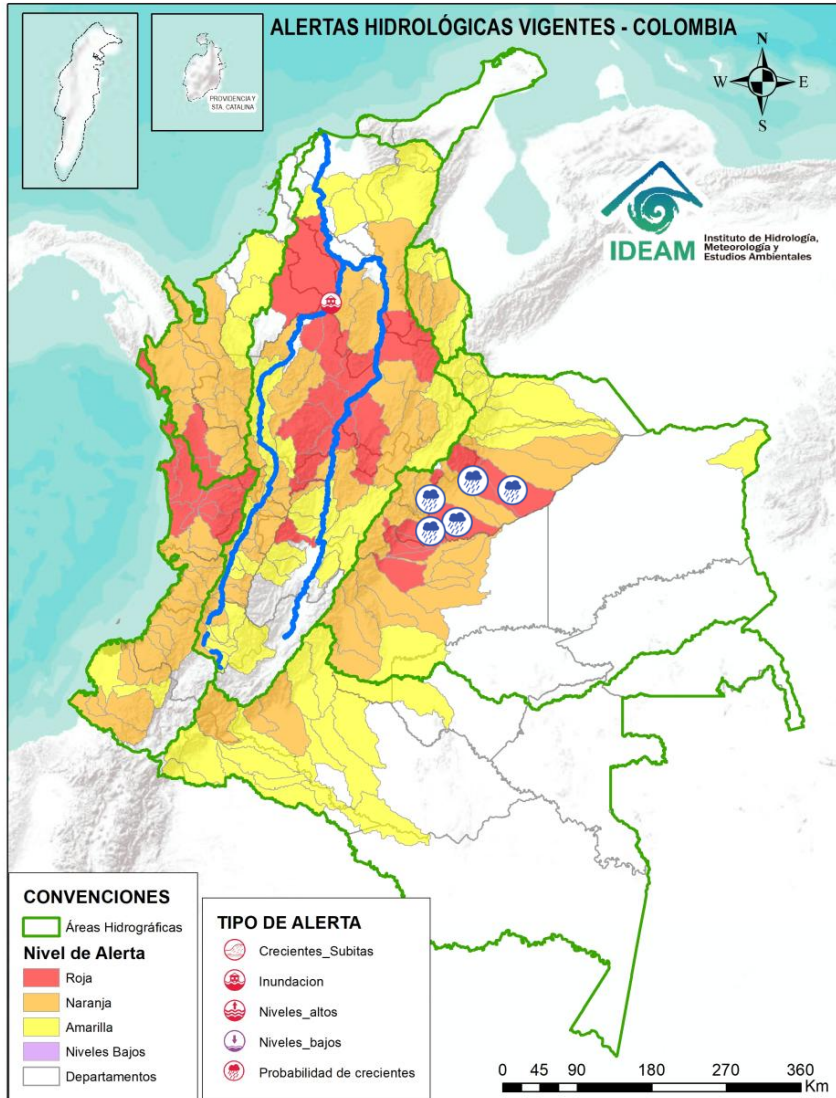 ALERTAS HIDROLÓGICAS VIGENTES - COLOMBIA
PROVIDENCIA Y
STA. CATALINA
N
W
E
S
IDEAM
Instituto de Hidrología,
Meteorología y
Estudios Ambientales
CONVENCIONES
Áreas Hidrográficas
Nivel de Alerta
Roja
Naranja
Amarilla
Niveles Bajos
Departamentos
TIPO DE ALERTA
Crecientes_Subitas
Inundacion
Niveles_altos
Niveles_bajos
Probabilidad de crecientes
0 45 90 180 270 360
Km